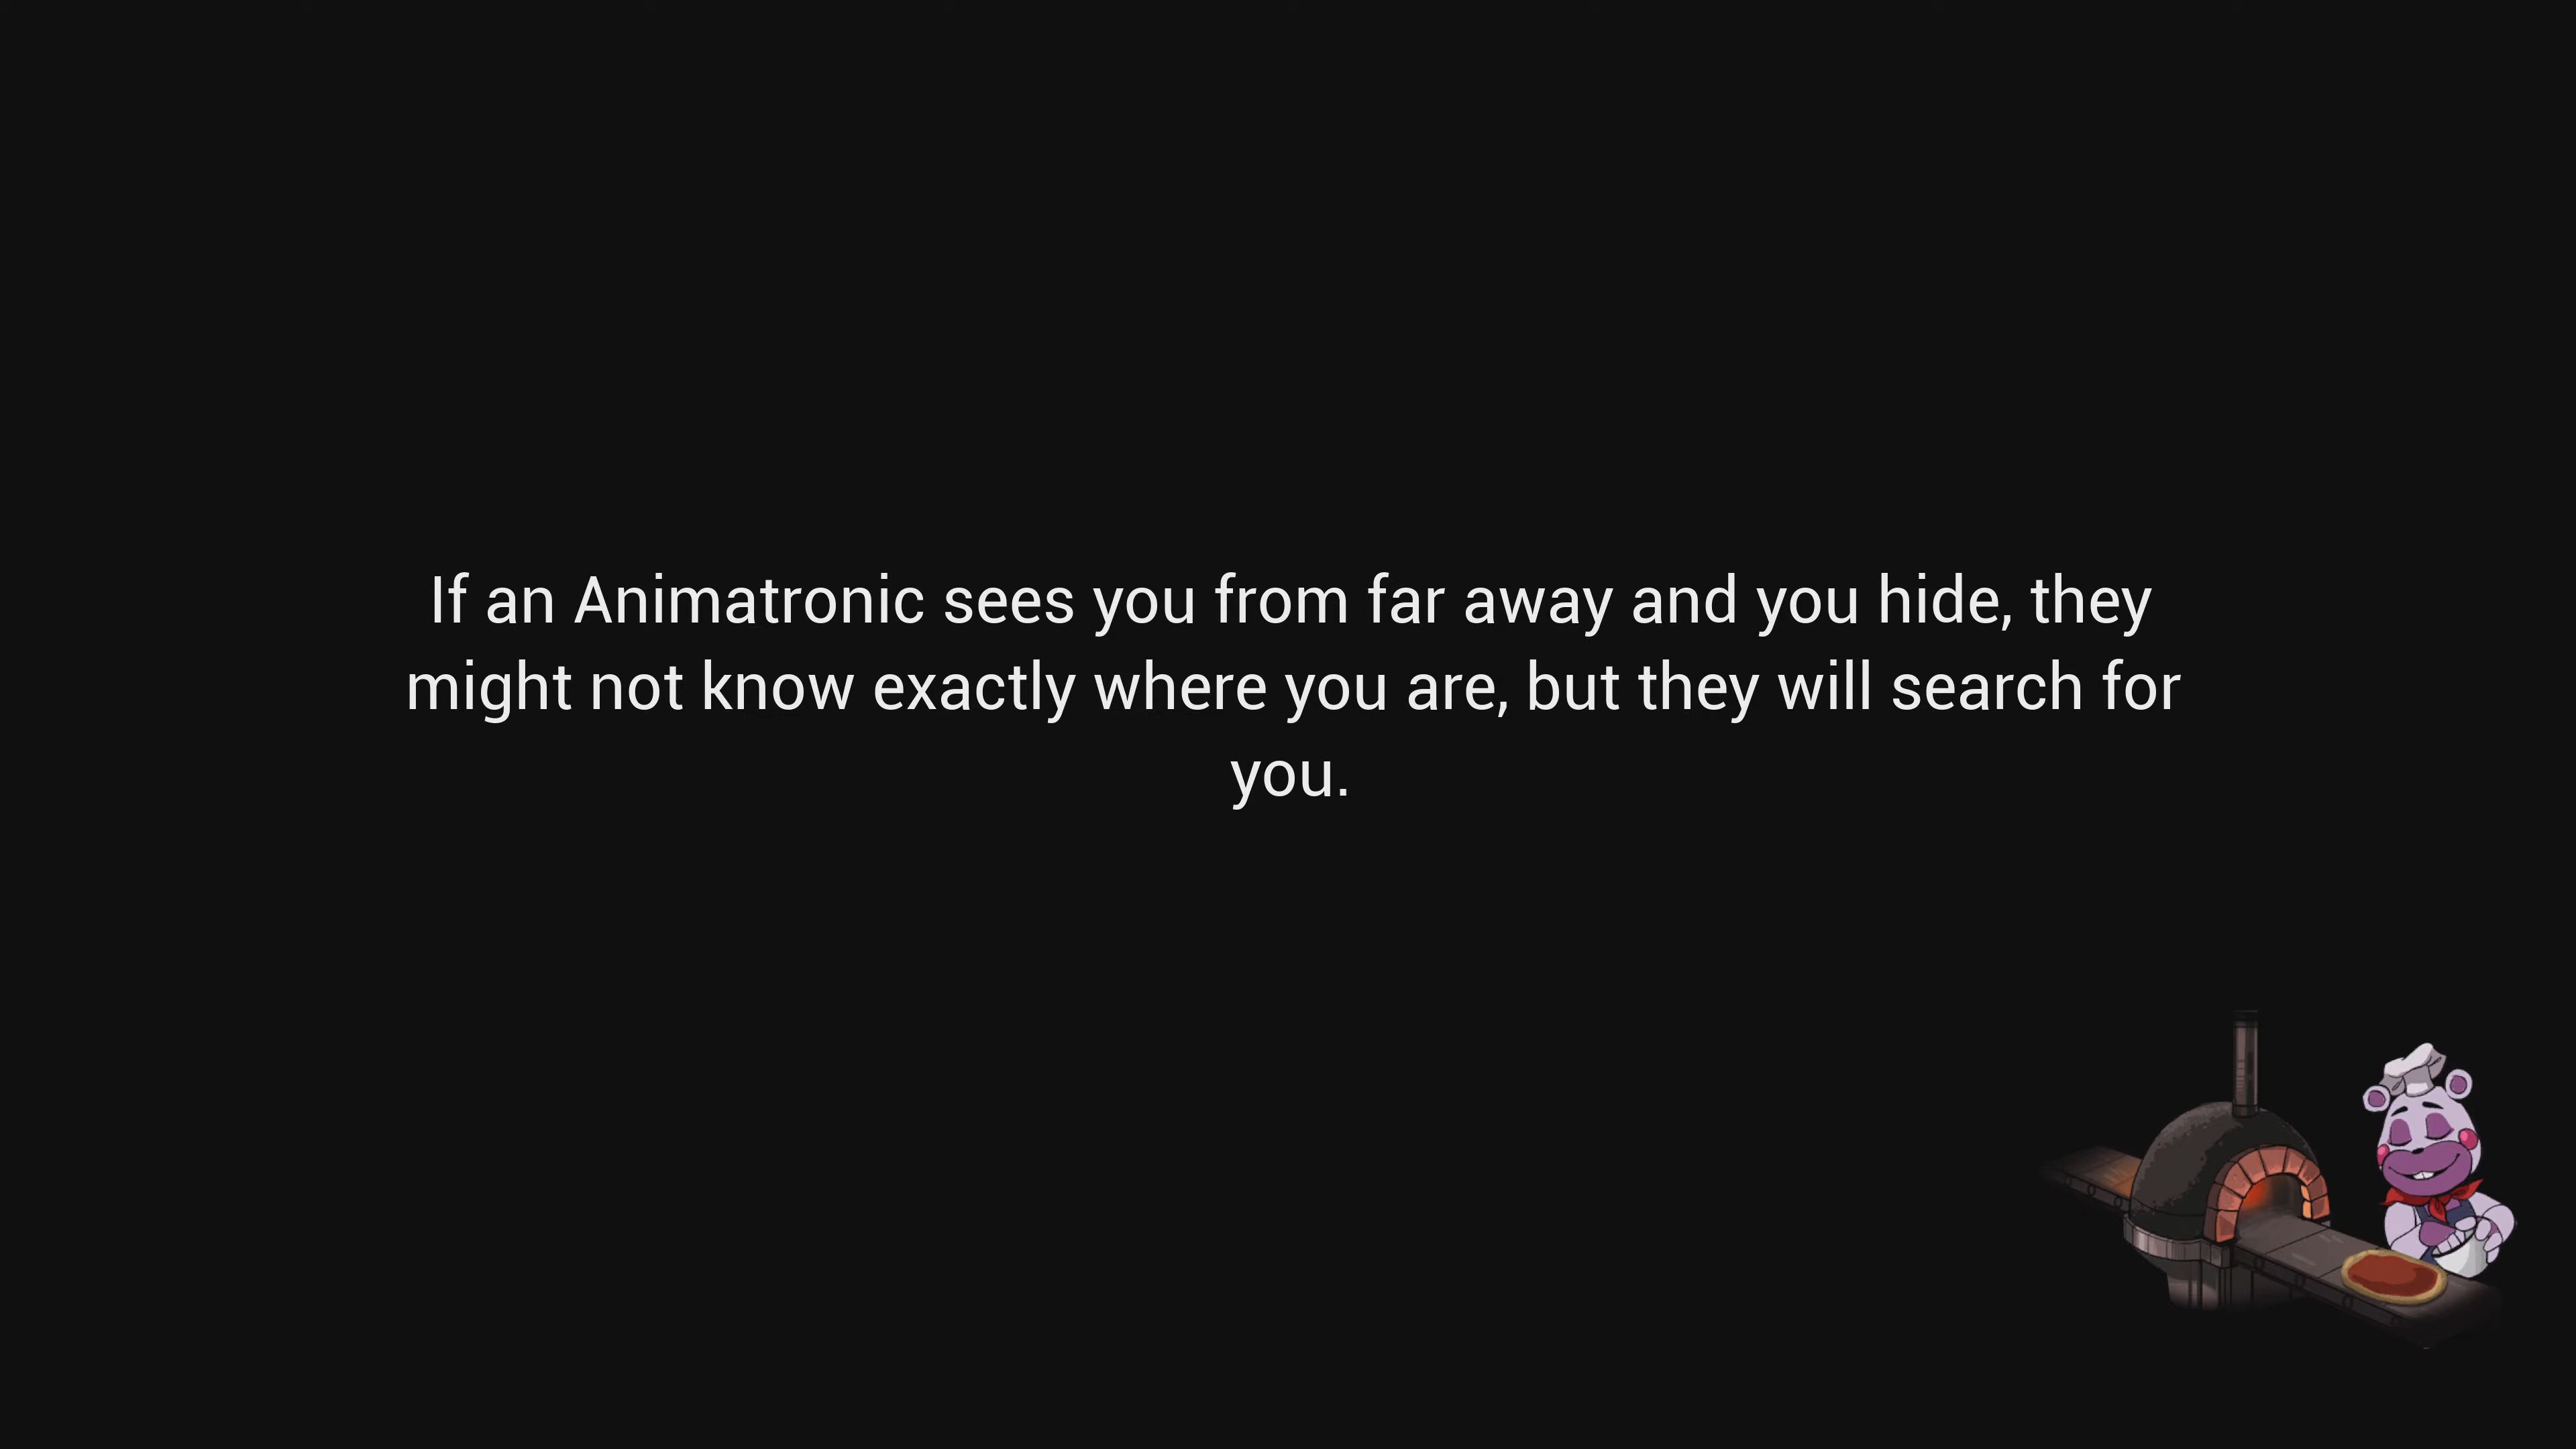 If an Animatronic sees you from far away and you hide, they
might not know exactly where you are, but they will search for
you.